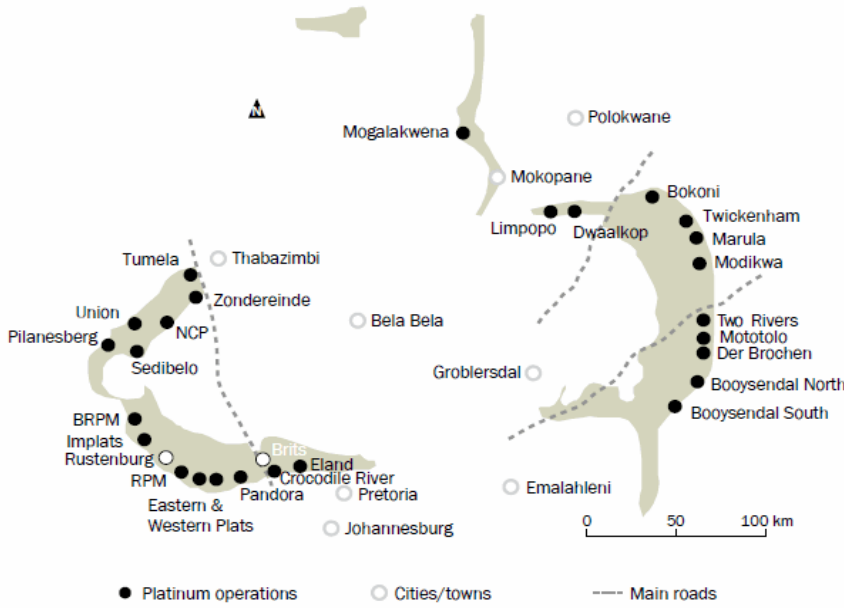 N
Polokwane
Mogalakwena
Mokopane
Bokoni
Limpopo
Dwaalkop
Twickenham
Marula
Modikwa
Tumela
Thabazimbi
Zondereinde
Union
NCP
Bela Bela
Two Rivers
Mototolo
Der Brochen
Pilanesberg
Sedibelo
Groblersdal
Booysendal North
Booysendal South
BRPM
Implats
Rustenburg
Brits
RPM
Eland
Crocodile River
Pandora
Pretoria
Eastern &
Western Plats
Emalahleni
Johannesburg
0 50 100 km
Platinum operations
Cities/towns
Main roads